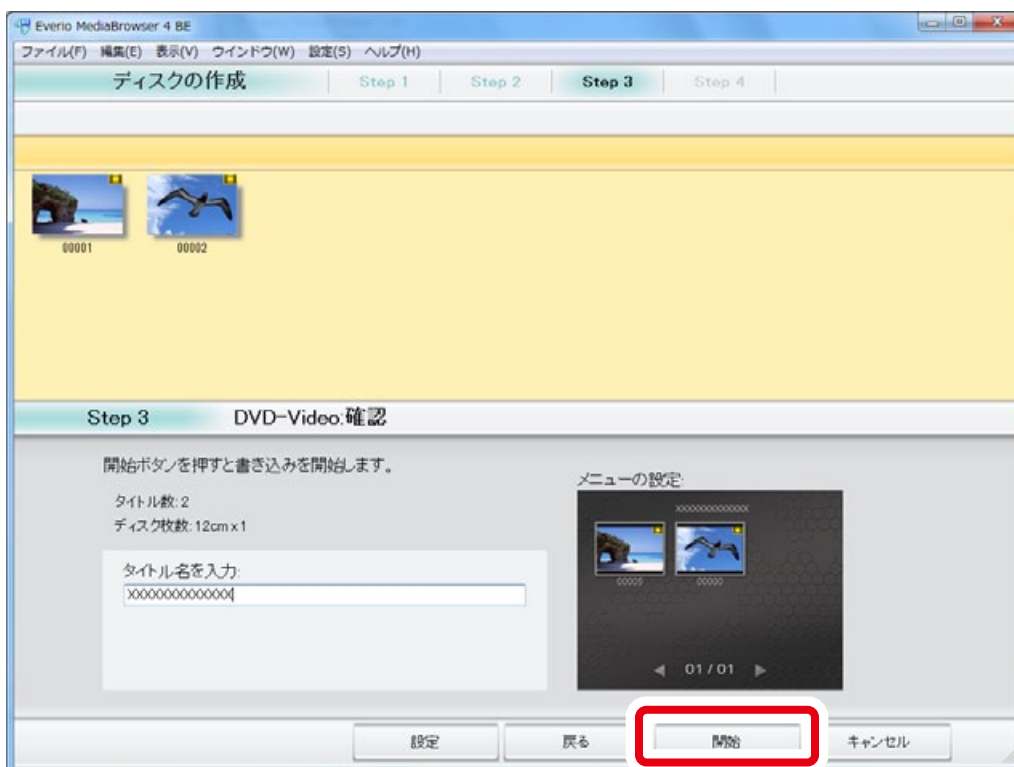 Everio MediaBrowser 4 BE
ファイル(F) 編集(E) 表示(V) ウインドウ(W) 設定(S) ヘルプ(H)
ディスクの作成 Step 1 Step 2 Step 3 Step 4
00001 00002
Step 3 DVD-Video:確認
開始ボタンを押すと書き込みを開始します。
タイトル数: 2
ディスク枚数: 12cm x 1
タイトル名を入力:
XXXXXXXXXXXXX
メニューの設定:
XXXXXXXXXXXXX
00005 00000
01 / 01
設定 戻る 開始 キャンセル